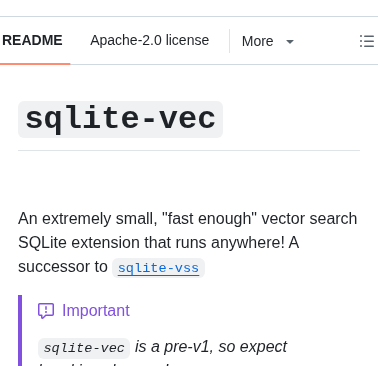 README Apache-2.0 license More
sqlite-vec
An extremely small, "fast enough" vector search
SQLite extension that runs anywhere! A
successor to sqlite-vss
Important
sqlite-vec is a pre-v1, so expect